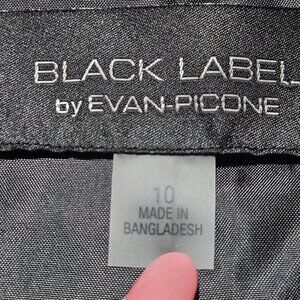 BLACK LABEL
by EVAN-PICONE
10
MADE IN
BANGLADESH